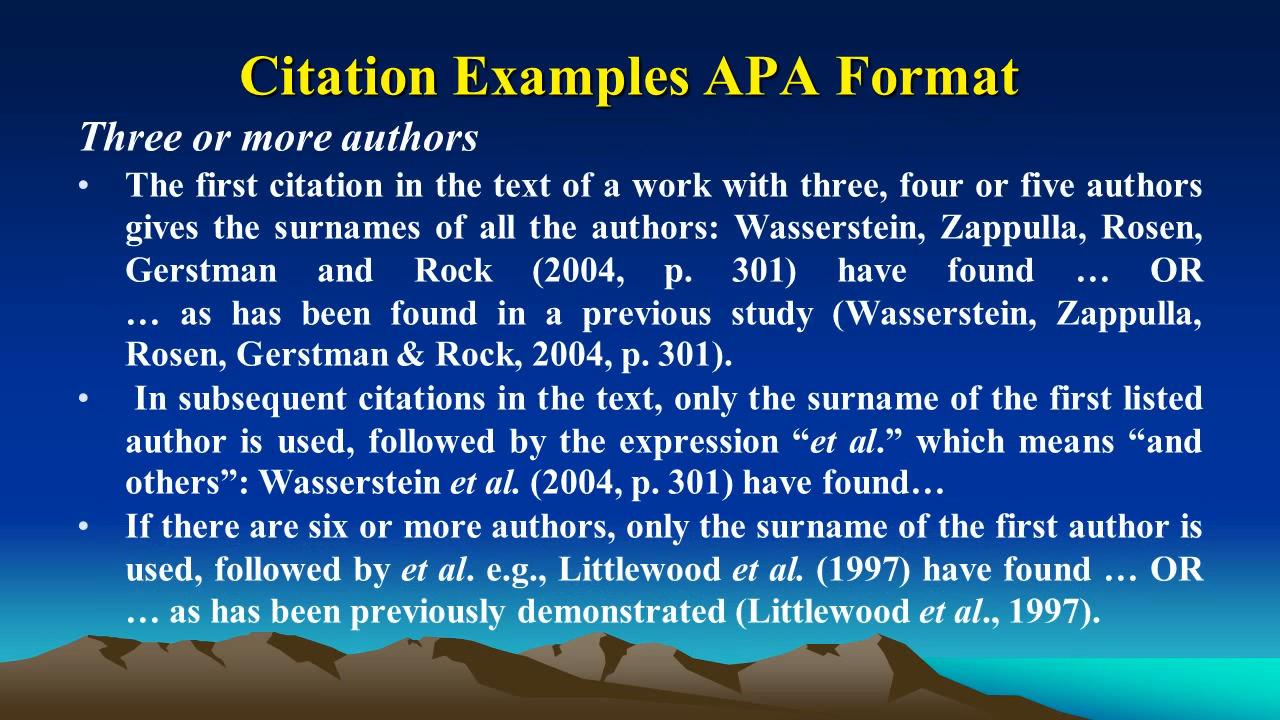 Citation Examples APA Format
Three or more authors
• The first citation in the text of a work with three, four or five authors
gives the surnames of all the authors: Wasserstein, Zappulla, Rosen,
Gerstman and Rock (2004, p. 301) have found … OR
… as has been found in a previous study (Wasserstein, Zappulla,
Rosen, Gerstman & Rock, 2004, p. 301).
• In subsequent citations in the text, only the surname of the first listed
author is used, followed by the expression “et al.” which means “and
others”: Wasserstein et al. (2004, p. 301) have found…
• If there are six or more authors, only the surname of the first author is
used, followed by et al. e.g., Littlewood et al. (1997) have found … OR
… as has been previously demonstrated (Littlewood et al., 1997).